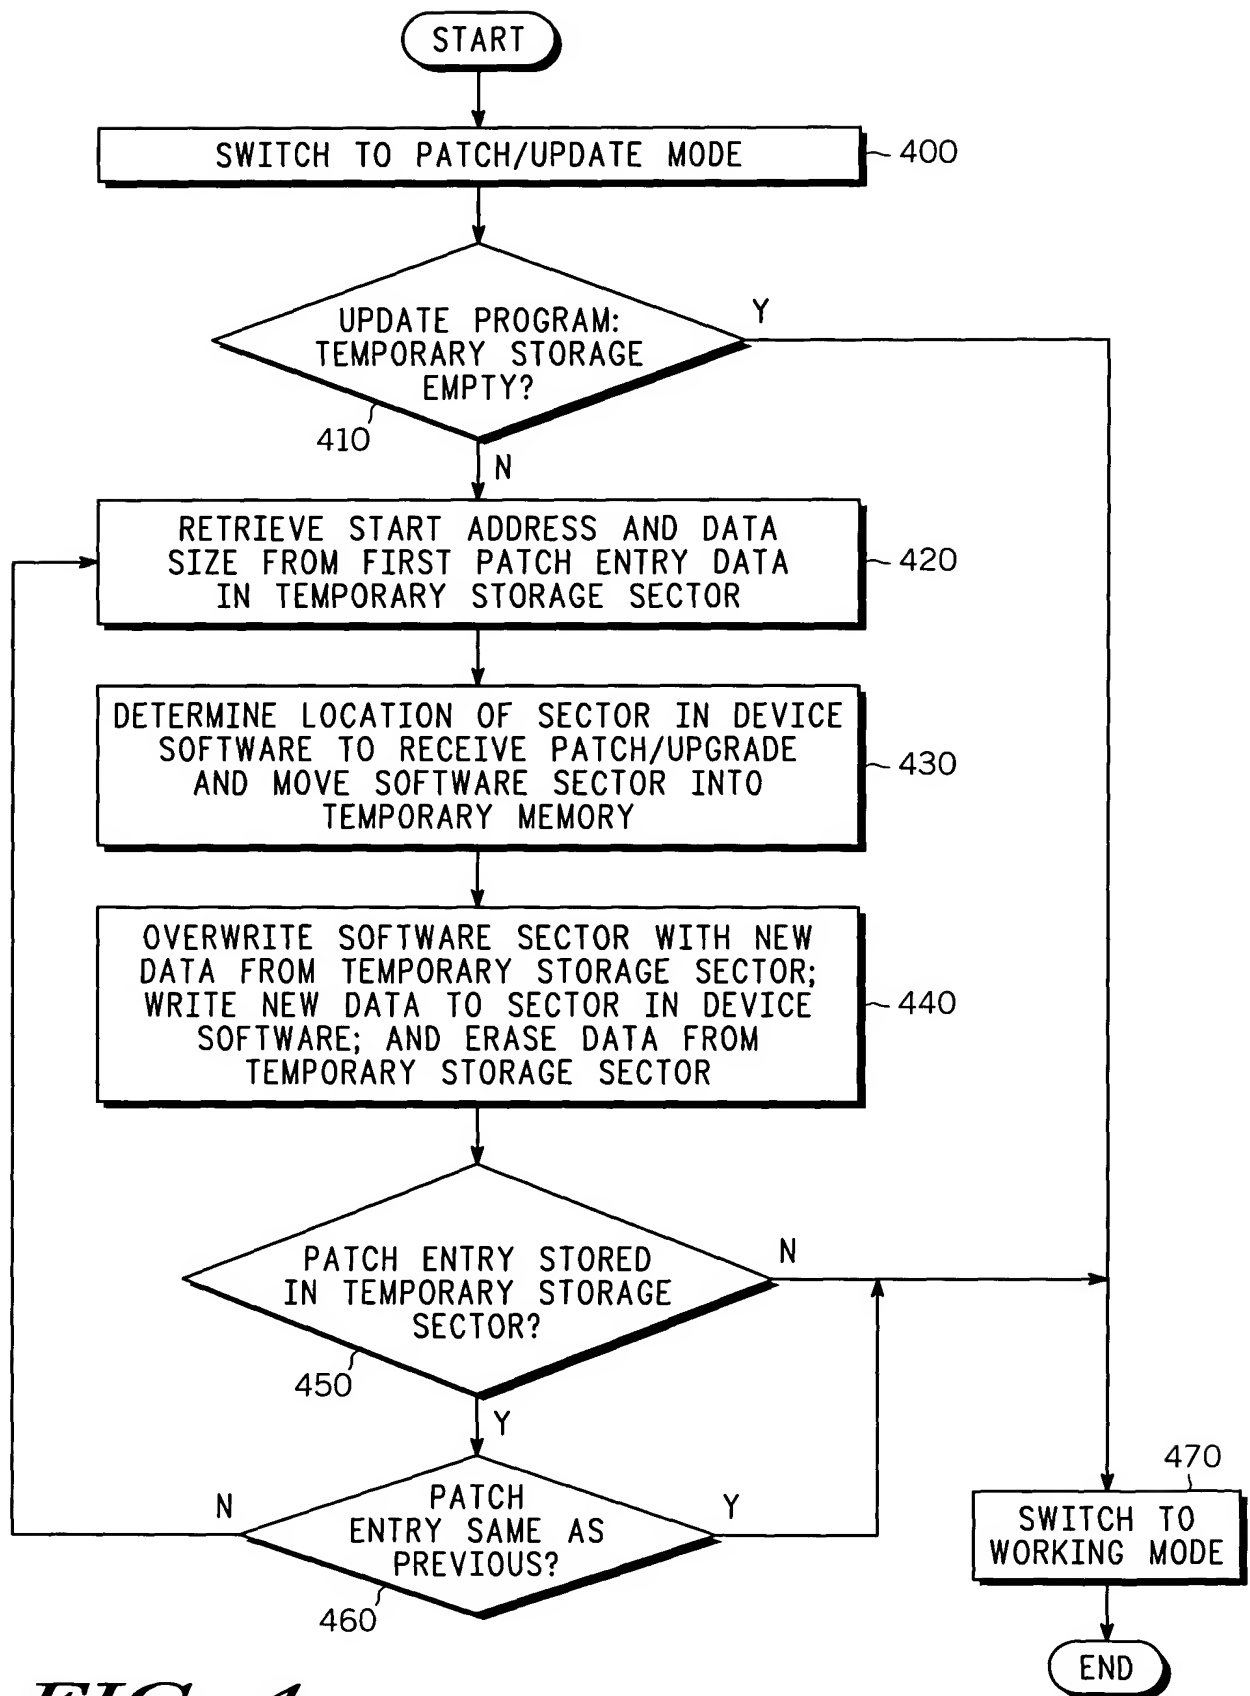 START
SWITCH TO PATCH/UPDATE MODE
400
UPDATE PROGRAM:
TEMPORARY STORAGE
EMPTY?
Y
410
N
RETRIEVE START ADDRESS AND DATA
SIZE FROM FIRST PATCH ENTRY DATA
IN TEMPORARY STORAGE SECTOR
420
DETERMINE LOCATION OF SECTOR IN DEVICE
SOFTWARE TO RECEIVE PATCH/UPGRADE
AND MOVE SOFTWARE SECTOR INTO
TEMPORARY MEMORY
430
OVERWRITE SOFTWARE SECTOR WITH NEW
DATA FROM TEMPORARY STORAGE SECTOR;
WRITE NEW DATA TO SECTOR IN DEVICE
SOFTWARE; AND ERASE DATA FROM
TEMPORARY STORAGE SECTOR
440
PATCH ENTRY STORED
IN TEMPORARY STORAGE
SECTOR?
N
450
Y
PATCH
ENTRY SAME AS
PREVIOUS?
N
Y
460
470
SWITCH TO
WORKING MODE
END